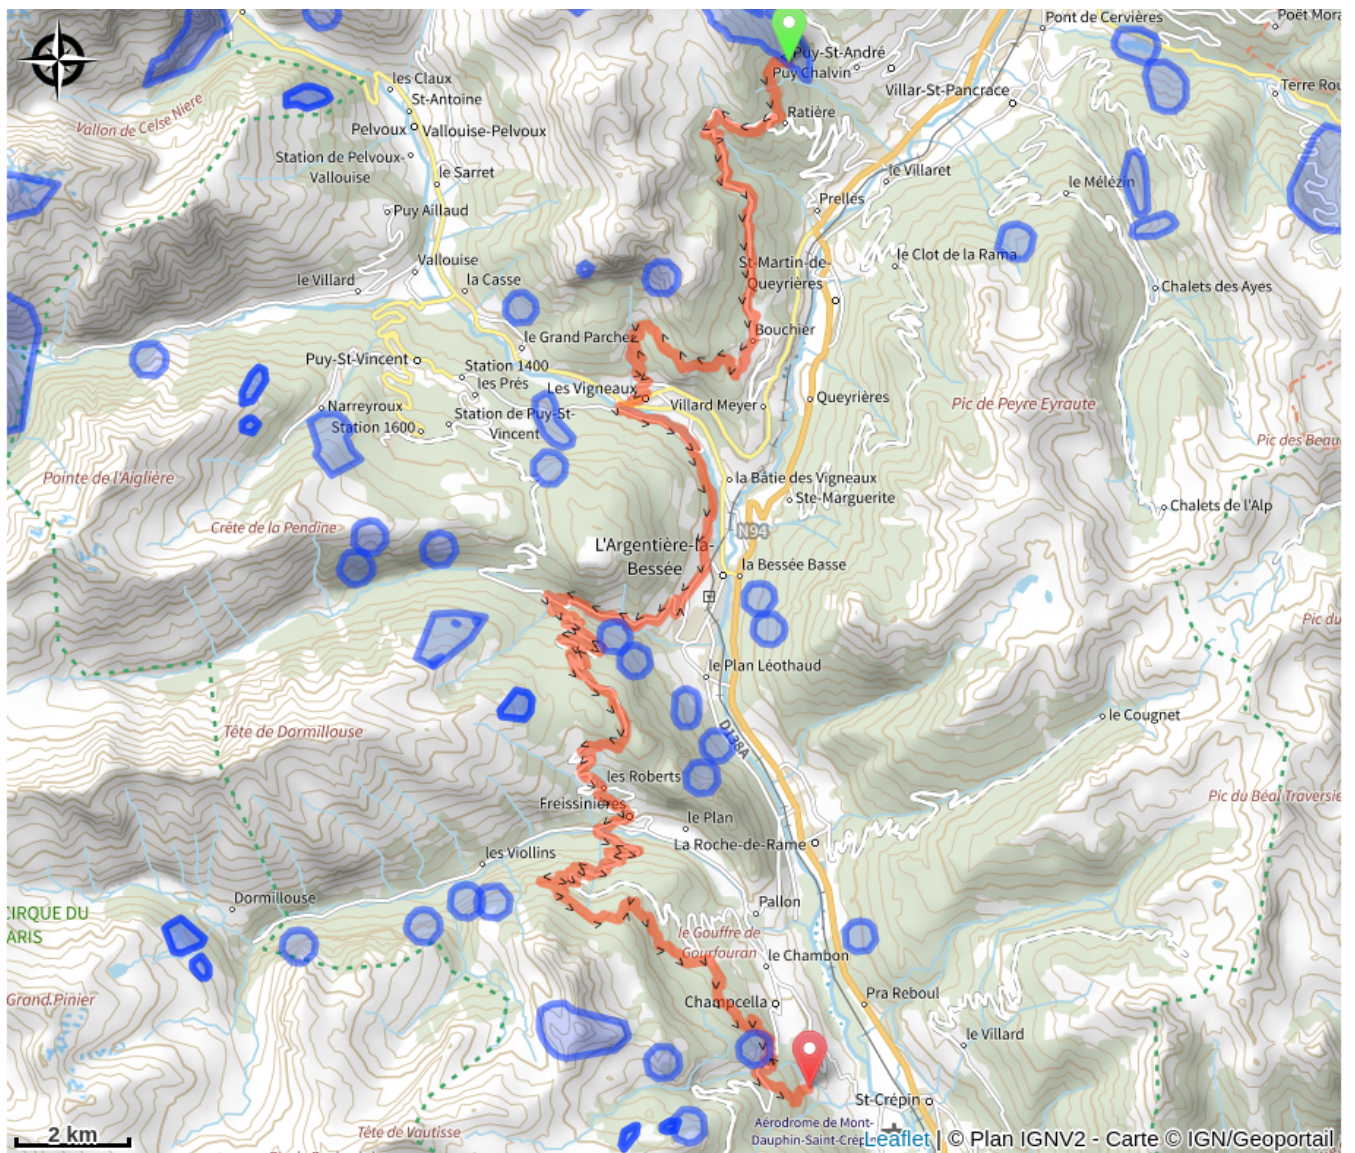 Pont de Cervières
Poët Mora
Puy-St-André
Puy Chalvin
les Claux
St-Antoine
Villar-St-Pancrace
Terre Rou
Vallon de Celse Niere
Pelvoux
Vallouise-Pelvoux
Ratière
Station de Pelvoux-
Vallouise
le Sarret
le Villaret
le Mélézin
Puy Aillaud
Prelles
Vallouise
St-Martin-de-
Queyrières
le Clot de la Rama
le Villard
la Casse
Chalets des Ayes
le Grand Parcher
Bouchier
Puy-St-Vincent
Station 1400
les Près
Les Vigneaux
Narreyroux
Station 1600
Station de Puy-St-
Vincent
Villard Meyer
Queyrières
Pic de Peyre Eyraute
Pic des Beau
Pointe de l'Aiglière
la Bâtie des Vigneaux
Ste-Marguerite
Chalets de l'Alp
Crête de la Pendine
N94
L'Argentière-la-
Bessée
la Bessée Basse
Pic du
le Plan Léothaud
Tête de Dormillouse
D138A
le Cougnet
les Roberts
Freissinières
le Plan
Pic du Béal Traversie
La Roche-de-Rame
les Viollins
Dormillouse
Pallon
CIRQUE DU
ARIS
le Gouffre de
Gourfouran
le Chambon
Grand Pinier
Champcella
Pra Reboul
le Villard
St-Crépin
2 km
Tête de Vautisse
Aérodrome de Mont-
Dauphin-Saint-Crép
Leaflet | © Plan IGNV2 - Carte © IGN/Geoportail